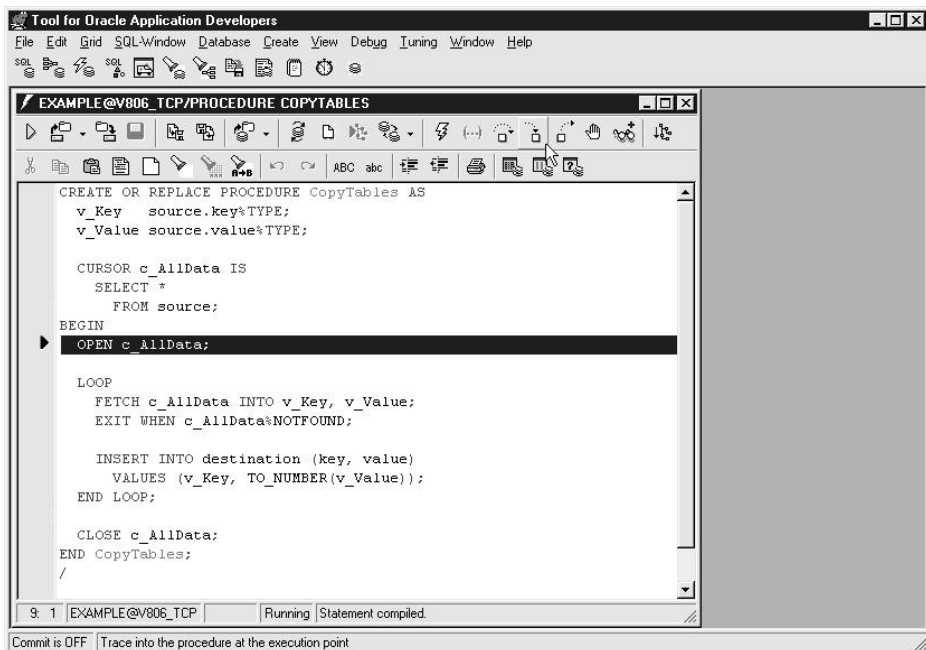 Tool for Oracle Application Developers
File Edit Grid SQL-Window Database Create View Debug Tuning Window Help
SQL SQL
EXAMPLE@V806_TCP/PROCEDURE COPYTABLES
A→B ABC abc
CREATE OR REPLACE PROCEDURE CopyTables AS
v_Key source.key%TYPE;
v_Value source.value%TYPE;
CURSOR c_AllData IS
SELECT *
FROM source;
BEGIN
OPEN c_AllData;
LOOP
FETCH c_AllData INTO v_Key, v_Value;
EXIT WHEN c_AllData%NOTFOUND;
INSERT INTO destination (key, value)
VALUES (v_Key, TO_NUMBER(v_Value));
END LOOP;
CLOSE c_AllData;
END CopyTables;
/
9: 1 EXAMPLE@V806_TCP Running Statement compiled.
Commit is OFF Trace into the procedure at the execution point